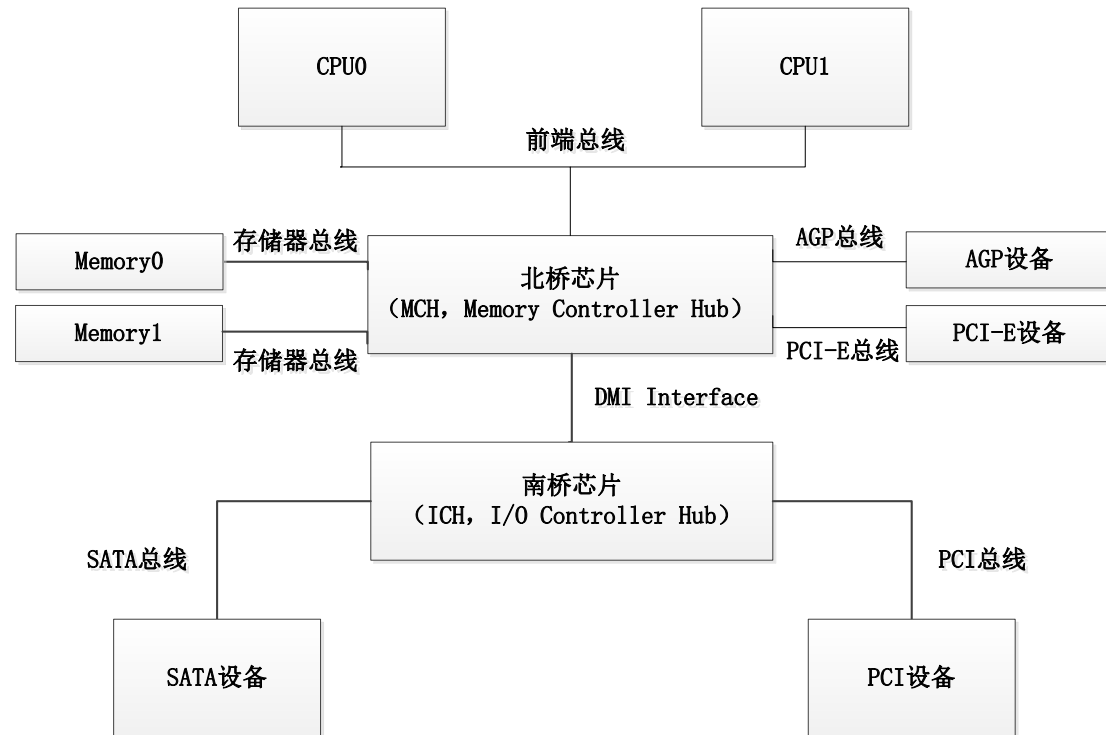 CPU0
CPU1
前端总线
存储器总线
AGP总线
Memory0
北桥芯片
（MCH，Memory Controller Hub）
AGP设备
Memory1
PCI-E设备
存储器总线
PCI-E总线
DMI Interface
南桥芯片
（ICH，I/O Controller Hub）
SATA总线
PCI总线
SATA设备
PCI设备